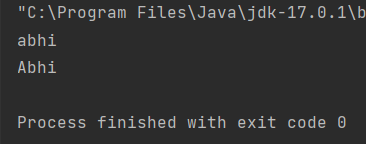 "C:\Program Files\Java\jdk-17.0.1\b
abhi
Abhi
Process finished with exit code 0